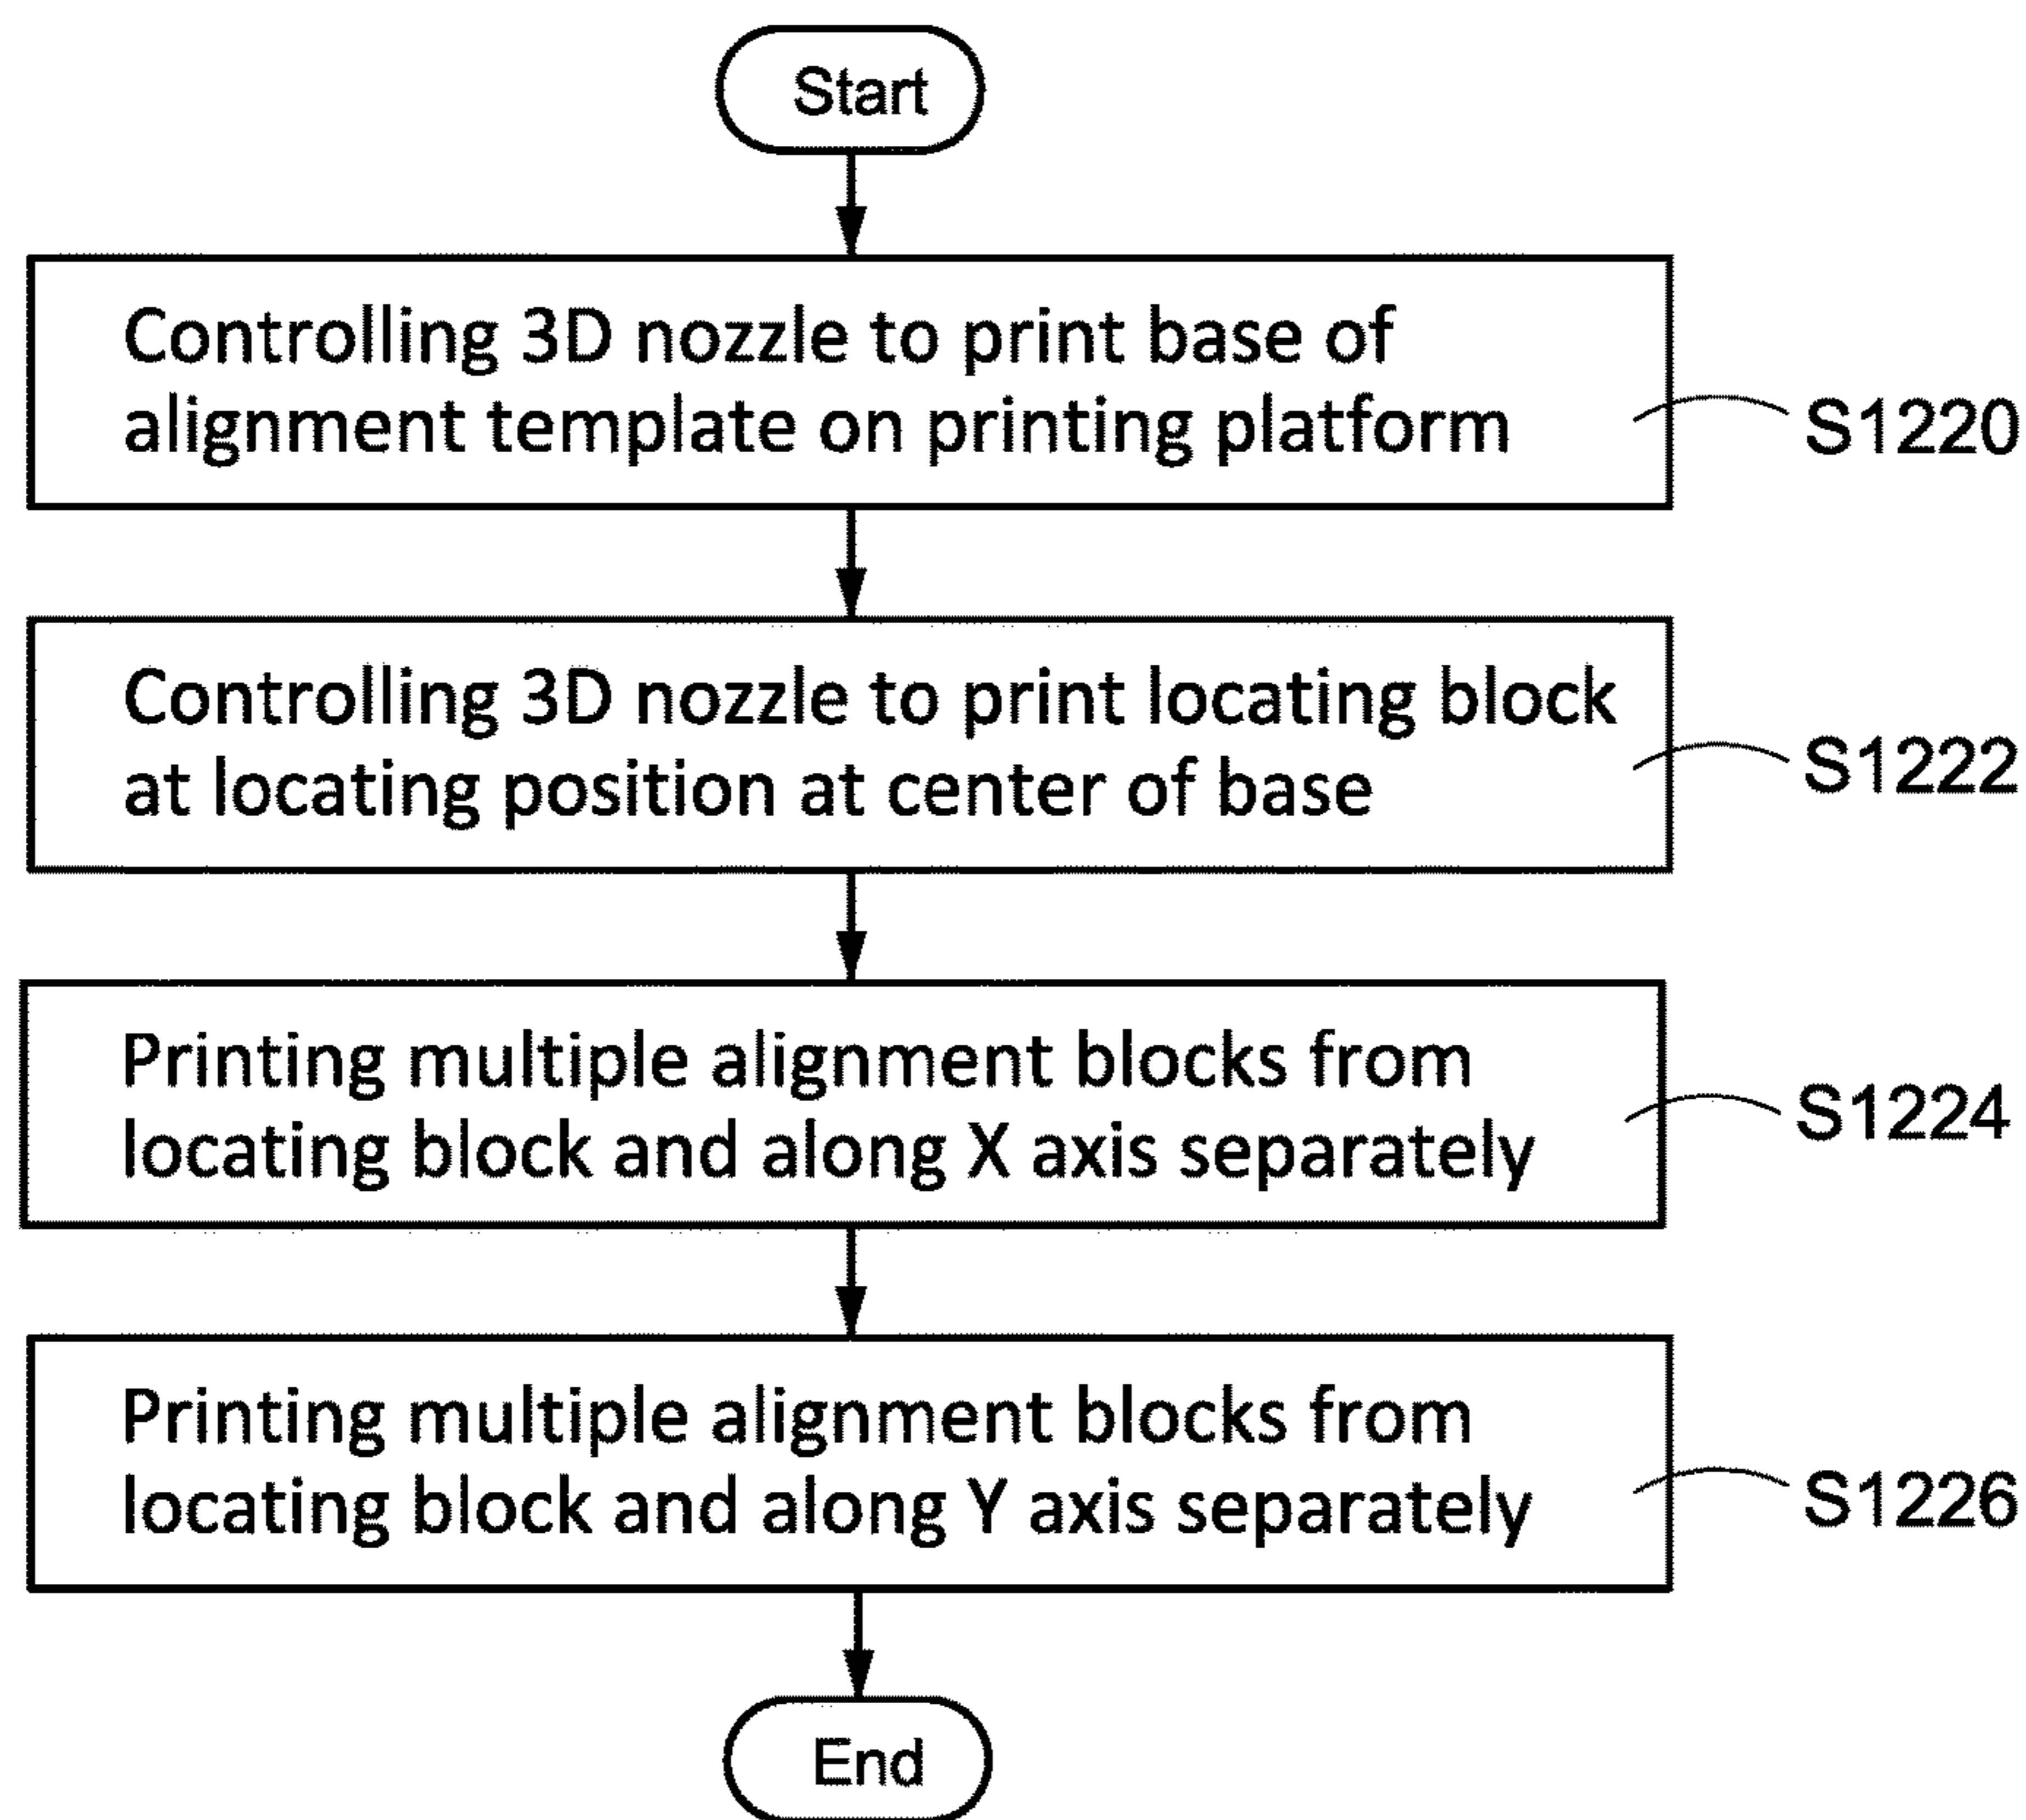 Start
Controlling 3D nozzle to print base of
alignment template on printing platform
S1220
Controlling 3D nozzle to print locating block
at locating position at center of base
S1222
Printing multiple alignment blocks from
locating block and along X axis separately
S1224
Printing multiple alignment blocks from
locating block and along Y axis separately
S1226
End